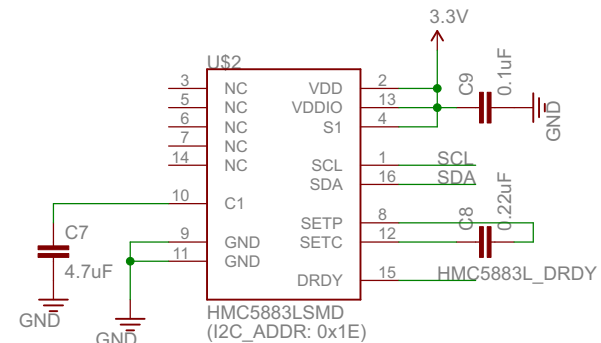 3.3V
U$2
3 NC VDD 2
5 NC VDDIO 13
6 NC S1 4
7 NC
14 NC SCL 1 SCL
SDA 16 SDA
10 C1
SETP 8
9 GND SETC 12
11 GND
DRDY 15 HMC5883L_DRDY
C9
0.1uF
GND
C8
0.22uF
C7
4.7uF
GND
GND
HMC5883LSMD
(I2C_ADDR: 0x1E)